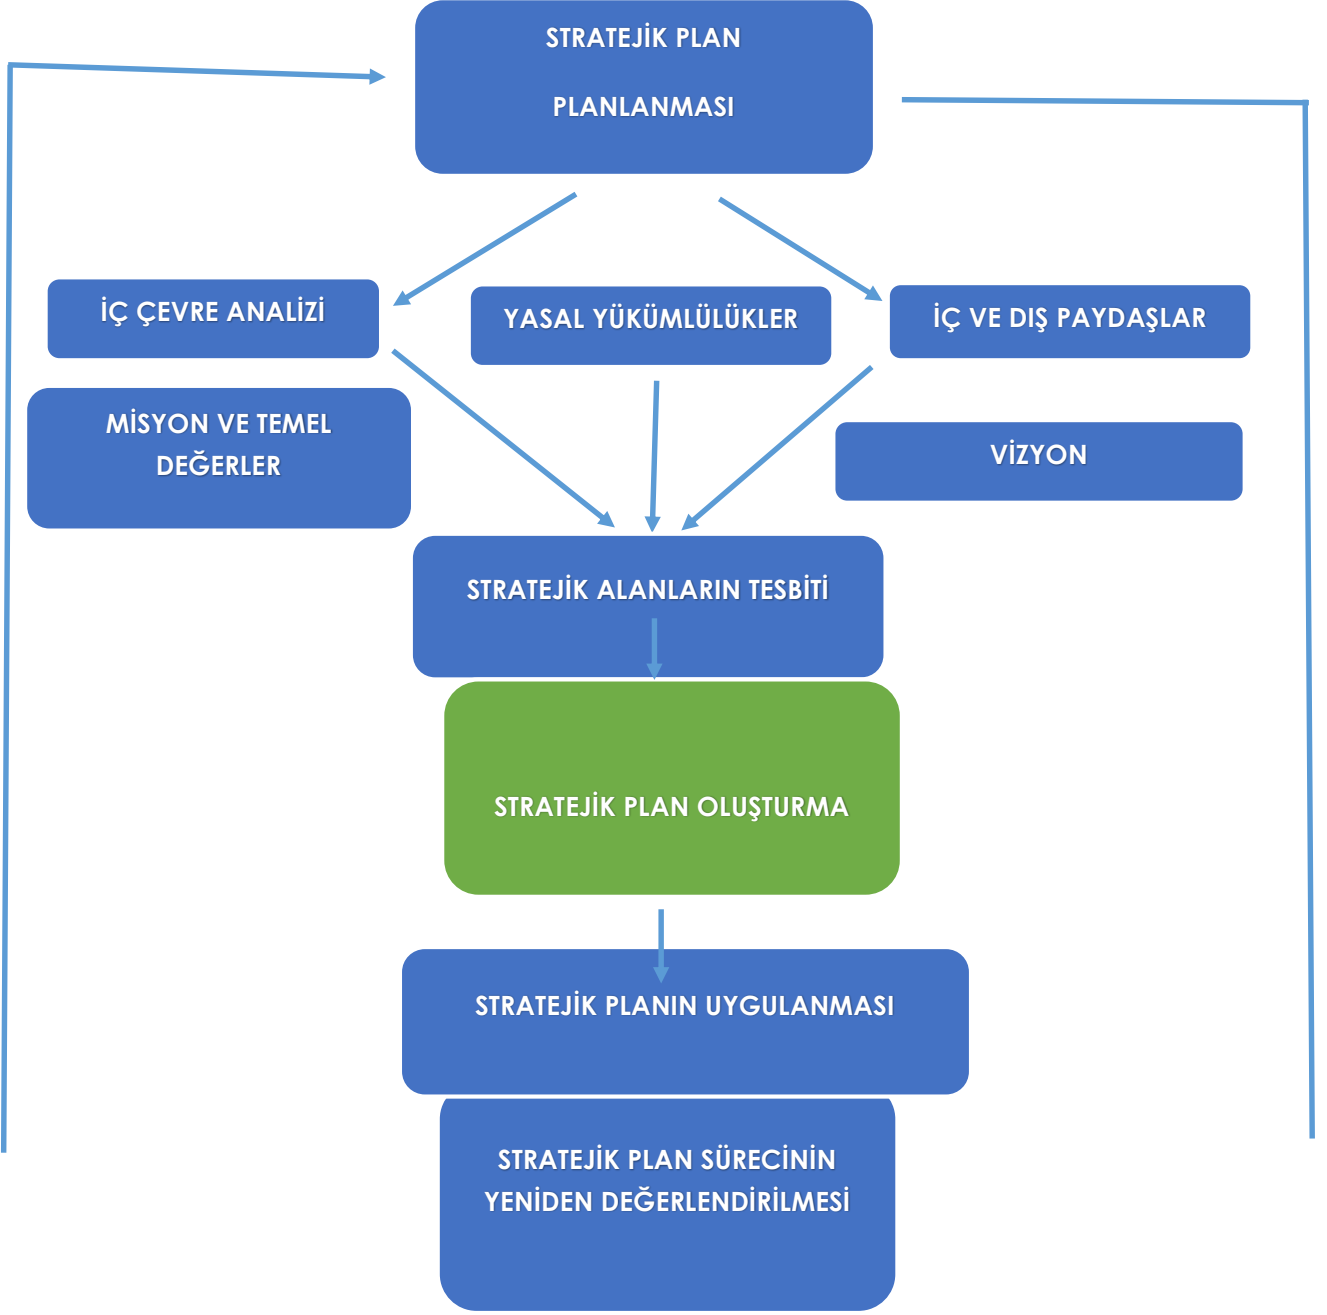 STRATEJİK PLAN
PLANLANMASI
İÇ ÇEVRE ANALİZİ
YASAL YÜKÜMLÜLÜKLER
İÇ VE DIŞ PAYDAŞLAR
MİSYON VE TEMEL
DEĞERLER
VİZYON
STRATEJİK ALANLARIN TESBİTİ
STRATEJİK PLAN OLUŞTURMA
STRATEJİK PLANIN UYGULANMASI
STRATEJİK PLAN SÜRECİNİN
YENİDEN DEĞERLENDİRİLMESİ